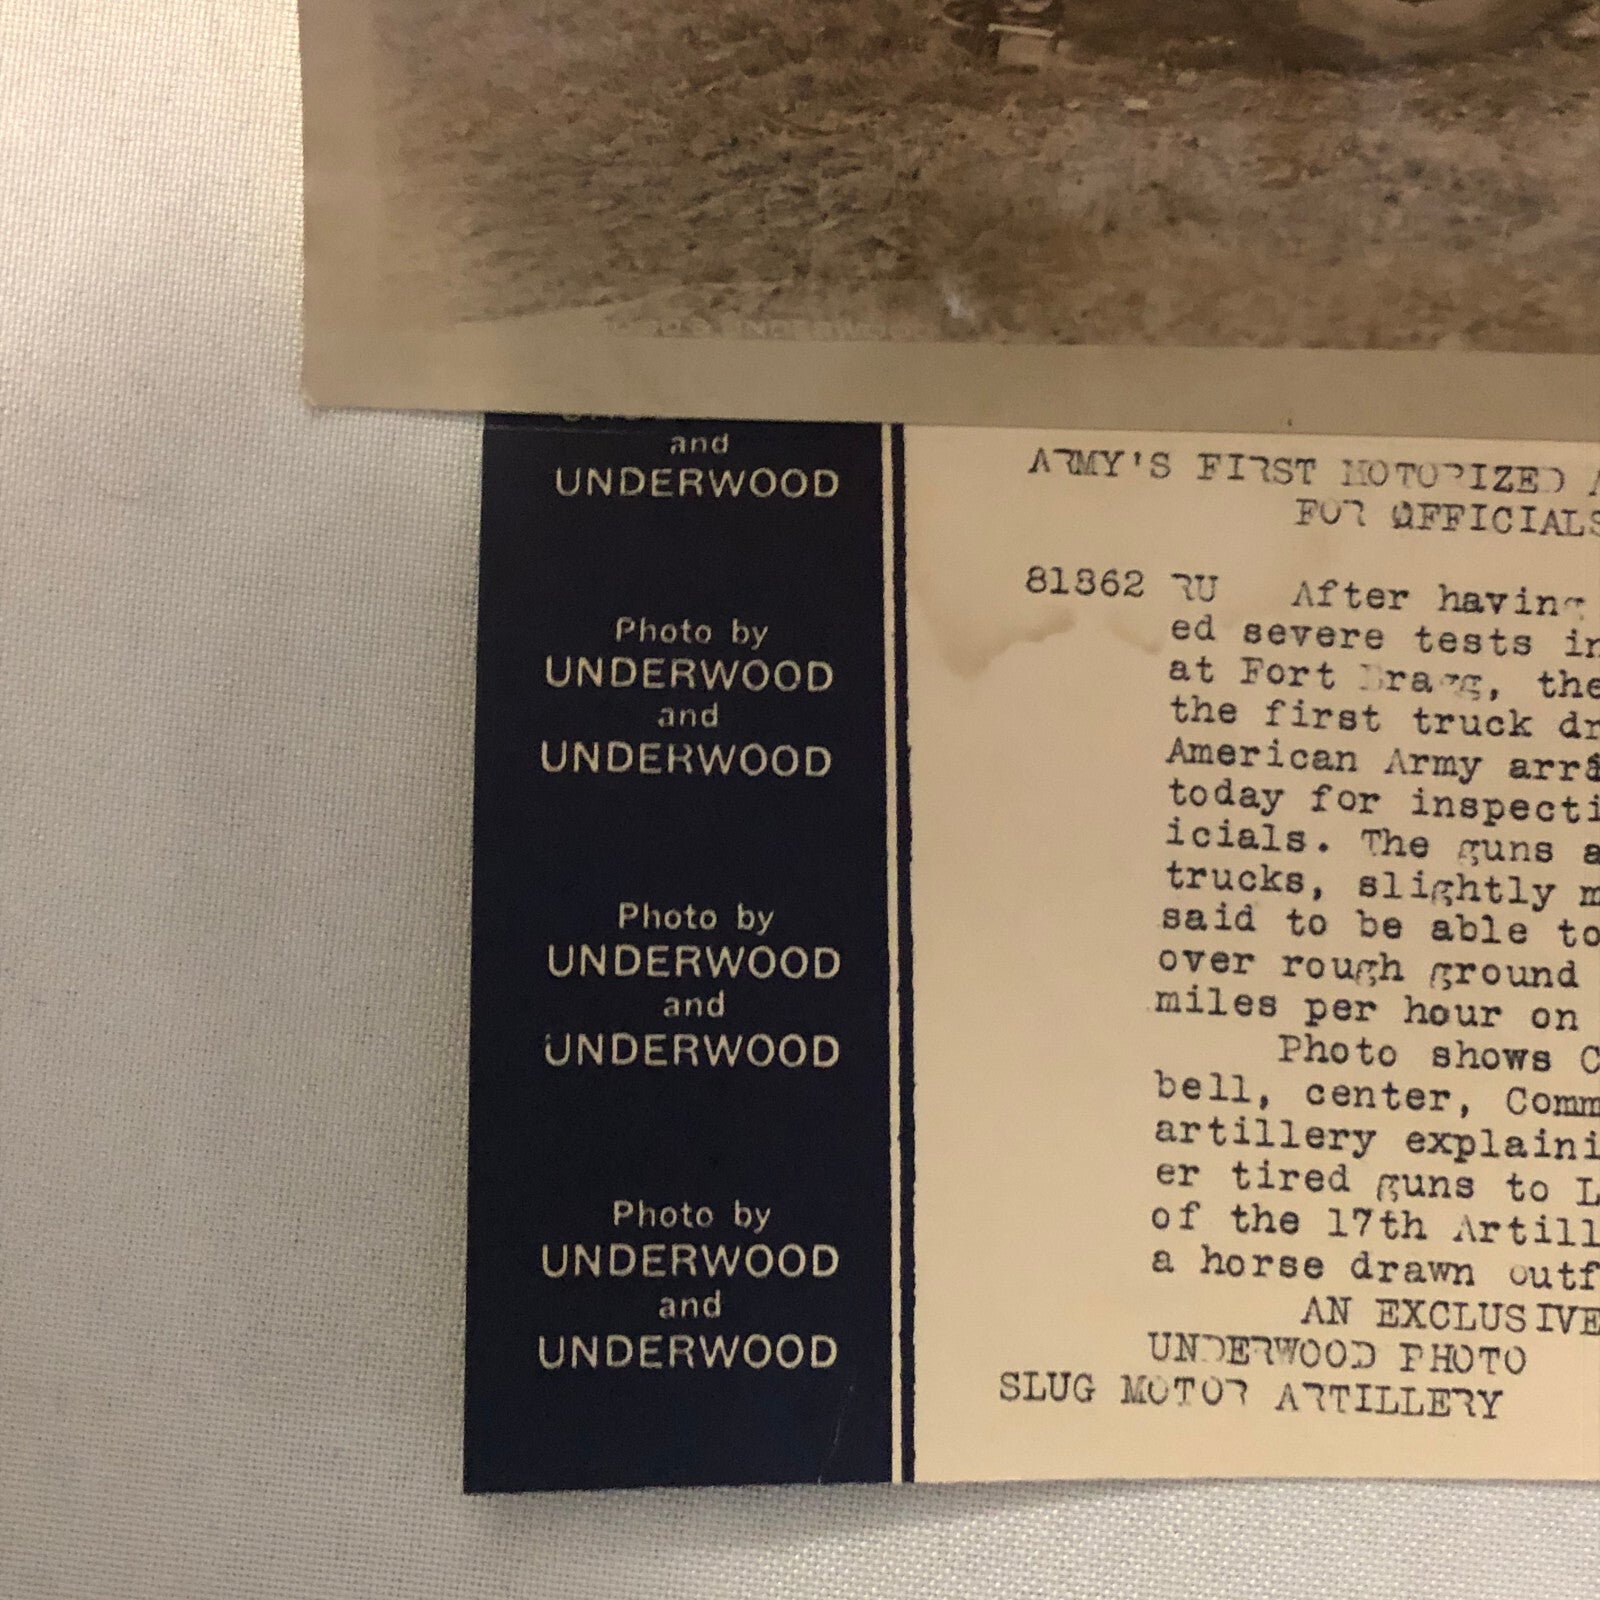 and
UNDERWOOD
Photo by
UNDERWOOD
and
UNDERWOOD
Photo by
UNDERWOOD
and
UNDERWOOD
Photo by
UNDERWOOD
and
UNDERWOOD
ARMY'S FIRST MOTORIZED
FOR OFFICIALS
81862 RU After having
ed severe tests in
at Fort Bragg, the
the first truck dr
American Army arri
today for inspecti
icials. The guns a
trucks, slightly m
said to be able to
over rough ground
miles per hour on
Photo shows C
bell, center, Comm
artillery explaini
er tired guns to L
of the 17th Artill
a horse drawn outf
AN EXCLUSIVE
UNDERWOOD PHOTO
SLUG MOTOR ARTILLERY